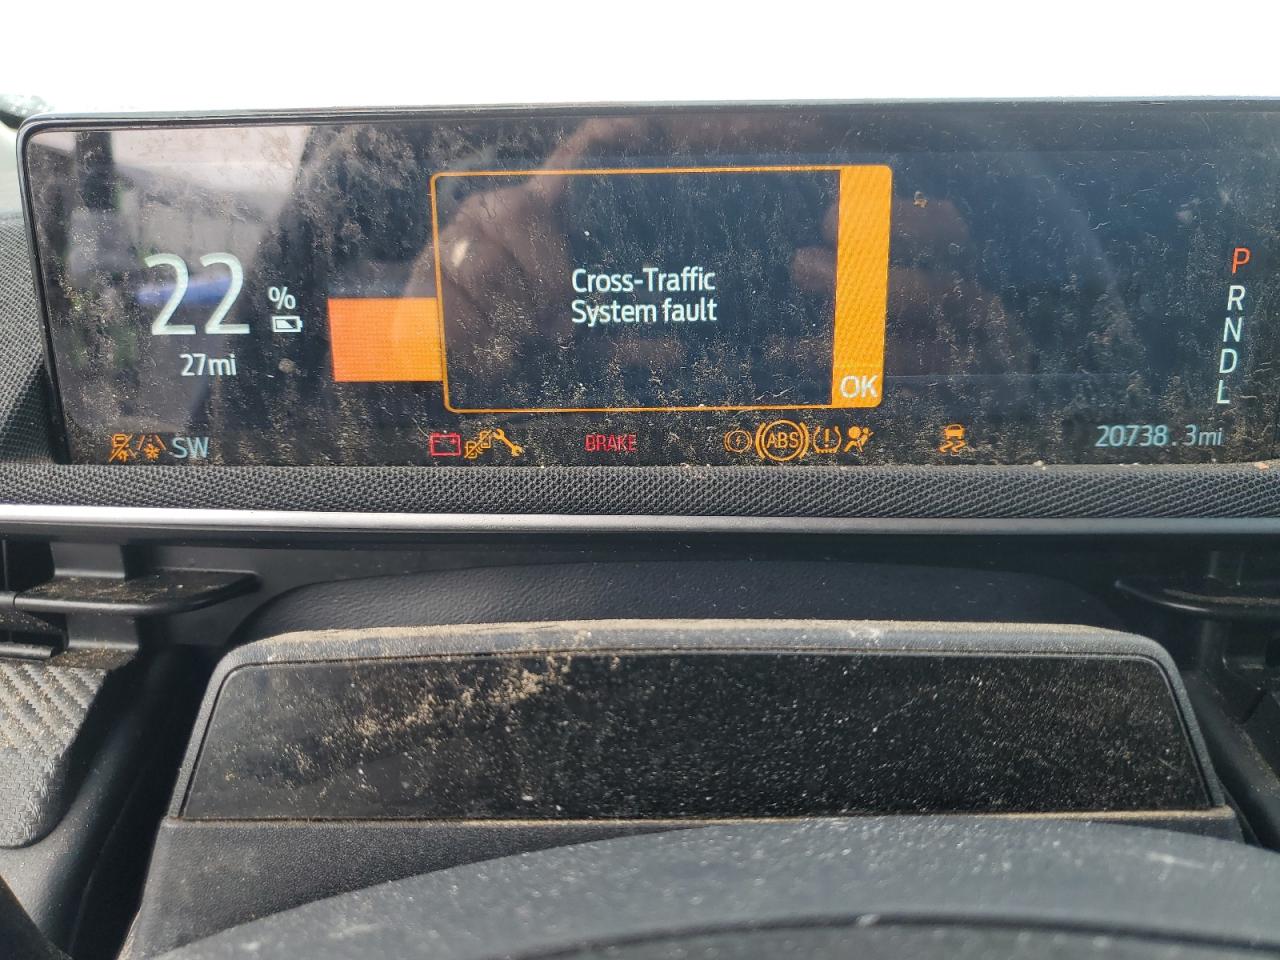 22 %
27mi
Cross-Traffic
System fault
OK
P
R
N
D
L
SW
BRAKE
ABS
20738.3mi